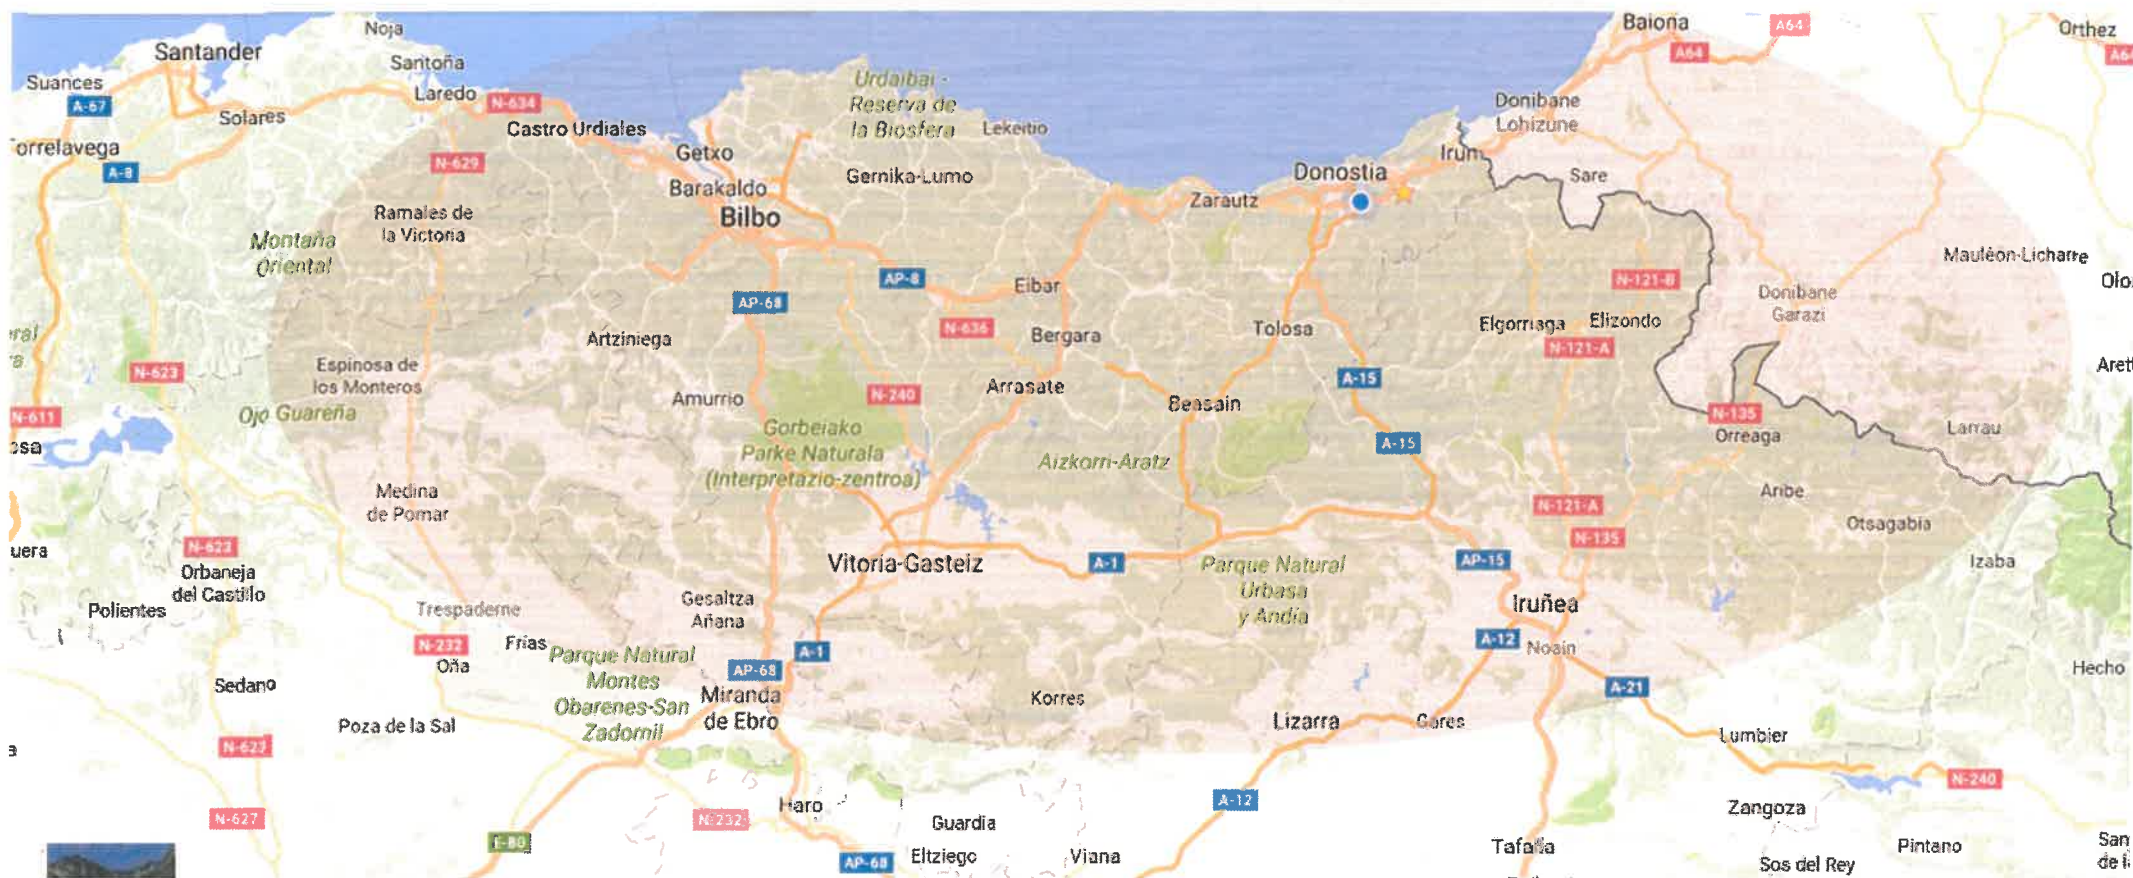 Noja
Santander
Santoña
Suances
A-67
Laredo
N-634
Solares
Castro Urdiales
orrelavega
A-8
N-629
Getxo
Barakaldo
Bilbo
Urdaibai -
Reserva de
la Biosfera
Lekeitio
Gernika-Lumo
Baiona
A64
A64
Orthez
A64
Donibane
Lohizune
Irun
Sare
Donostia
Zarautz
Ramales de
la Victoria
Montaña
Oriental
AP-8
AP-68
Eibar
N-636
Bergara
Tolosa
Elgorriaga
Elizondo
N-121-B
N-121-A
Donibane
Garazi
Mauléon-Licharre
Artziniega
Espinosa de
los Monteros
N-623
N-611
Ojo Guareña
Amurrio
N-240
Arrasate
Beasain
A-15
A-15
N-135
Orreaga
Larrau
Gorbeiako
Parke Naturala
(Interpretazio-zentroa)
Aizkorri-Aratz
Medina
de Pomar
N-121-A
N-135
Aribe
Otsagabia
Izaba
uera
N-623
Orbaneja
del Castillo
Polientes
Vitoria-Gasteiz
A-1
Parque Natural
Urbasa
y Andia
AP-15
Iruñea
A-12
Noain
Trespaderne
N-232
Oña
Frías
Gesaltza
Añana
A-1
AP-68
Parque Natural
Montes
Obarenes-San
Zadornil
Miranda
de Ebro
Sedano
Poza de la Sal
N-623
Korres
Lizarra
Gares
A-21
Hecho
Lumbier
N-240
N-627
E-80
N-232
Haro
AP-68
Guardia
Eltziego
Viana
A-12
Tafalla
Zangoza
Sos del Rey
Pintano
San